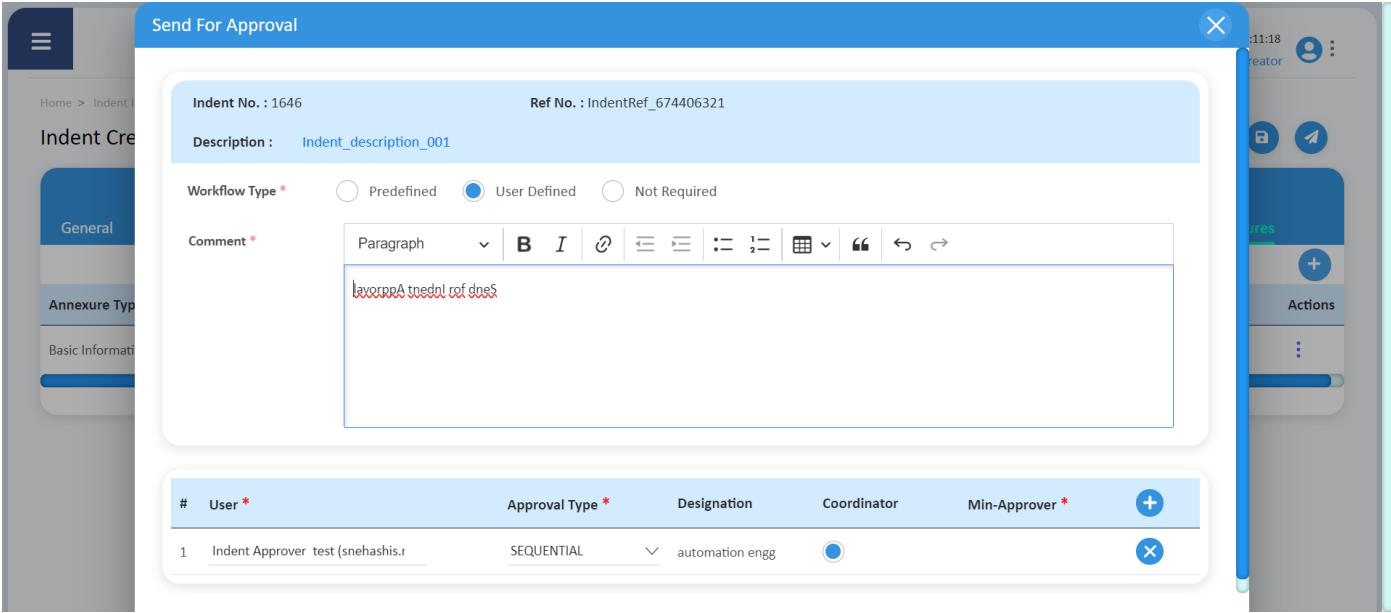 Send For Approval
:11:18
reator
Home > Indent L
Indent Cre
Indent No. : 1646
Ref No. : IndentRef_674406321
Description : Indent_description_001
Workflow Type * Predefined User Defined Not Required
General
ures
Comment * Paragraph
lavorppA tnednI rof dneS
Annexure Typ
Actions
Basic Informati
# User * Approval Type * Designation Coordinator Min-Approver *
1 Indent Approver test (snehashis.r SEQUENTIAL automation engg